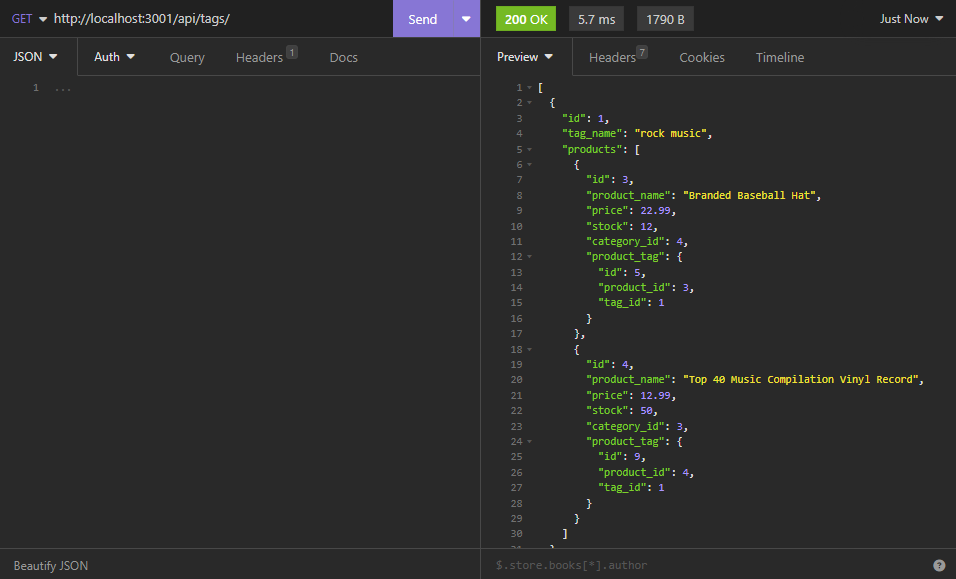 GET http://localhost:3001/api/tags/ Send 200 OK 5.7 ms 1790 B Just Now
JSON Auth Query Headers 1 Docs Preview Headers 7 Cookies Timeline
1 ...
1 [
2 {
3 "id": 1,
4 "tag_name": "rock music",
5 "products": [
6 {
7 "id": 3,
8 "product_name": "Branded Baseball Hat",
9 "price": 22.99,
10 "stock": 12,
11 "category_id": 4,
12 "product_tag": {
13 "id": 5,
14 "product_id": 3,
15 "tag_id": 1
16 }
17 },
18 {
19 "id": 4,
20 "product_name": "Top 40 Music Compilation Vinyl Record",
21 "price": 12.99,
22 "stock": 50,
23 "category_id": 3,
24 "product_tag": {
25 "id": 9,
26 "product_id": 4,
27 "tag_id": 1
28 }
29 }
30 ]
Beautify JSON $.store.books[*].author ?